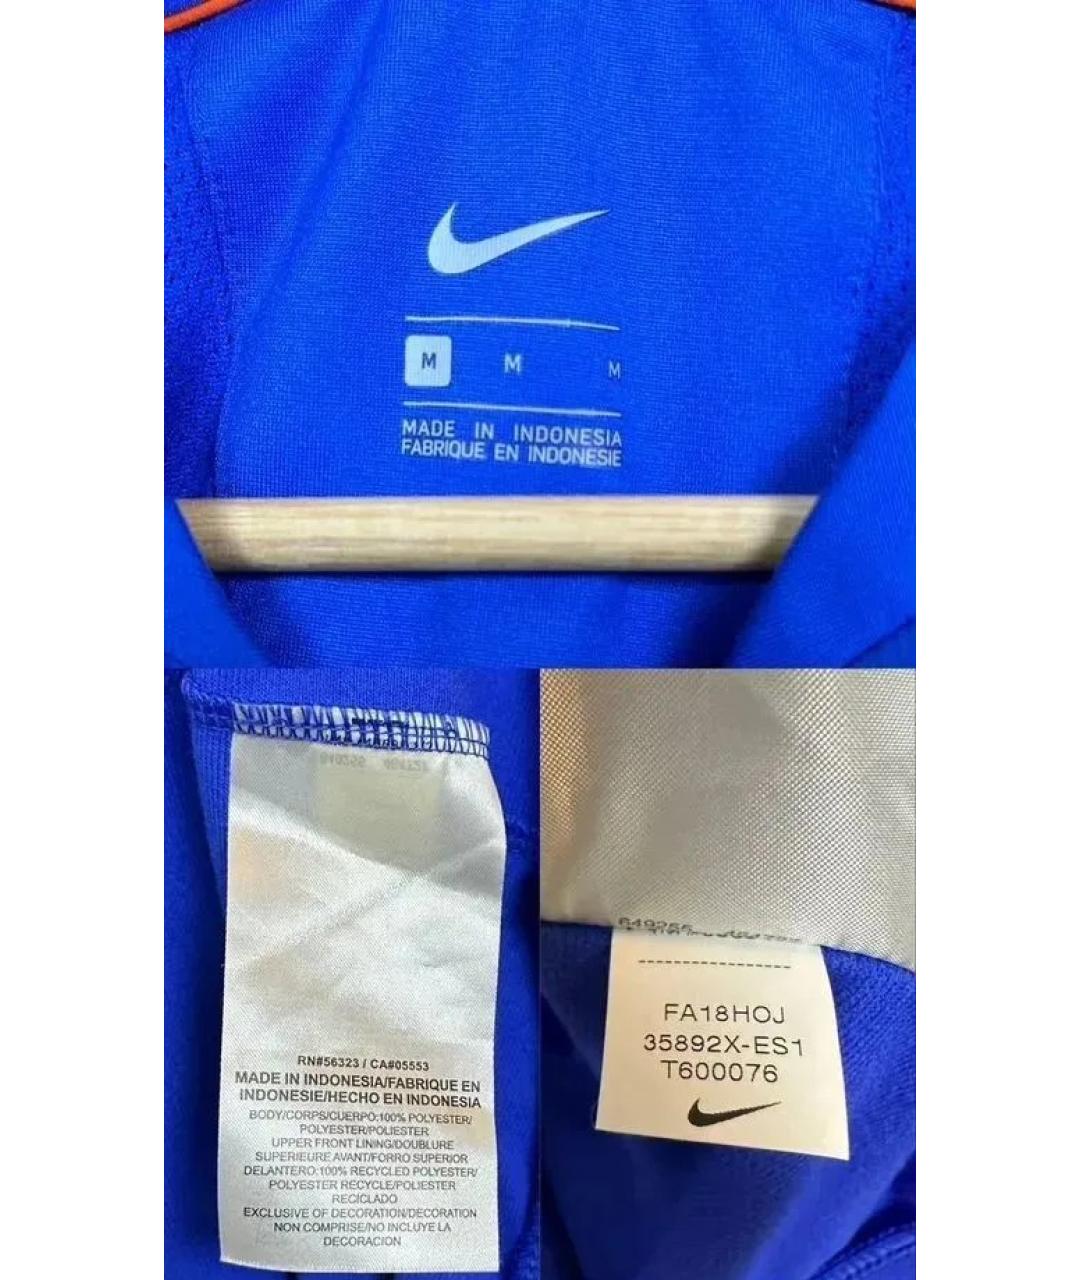 M M M
MADE IN INDONESIA
FABRIQUE EN INDONESIE
RN#56323 / CA#05553
MADE IN INDONESIA/FABRIQUE EN
INDONESIE/HECHO EN INDONESIA
BODY/CORPS/CUERPO:100% POLYESTER/
POLYESTER/POLIESTER
UPPER FRONT LINING/DOUBLURE
SUPERIEURE AVANT/FORRO SUPERIOR
DELANTERO:100% RECYCLED POLYESTER/
POLYESTER RECYCLE/POLIESTER
RECICLADO
EXCLUSIVE OF DECORATION/DECORATION
NON COMPRISE/NO INCLUYE LA
DECORACION
FA18HOJ
35892X-ES1
T600076